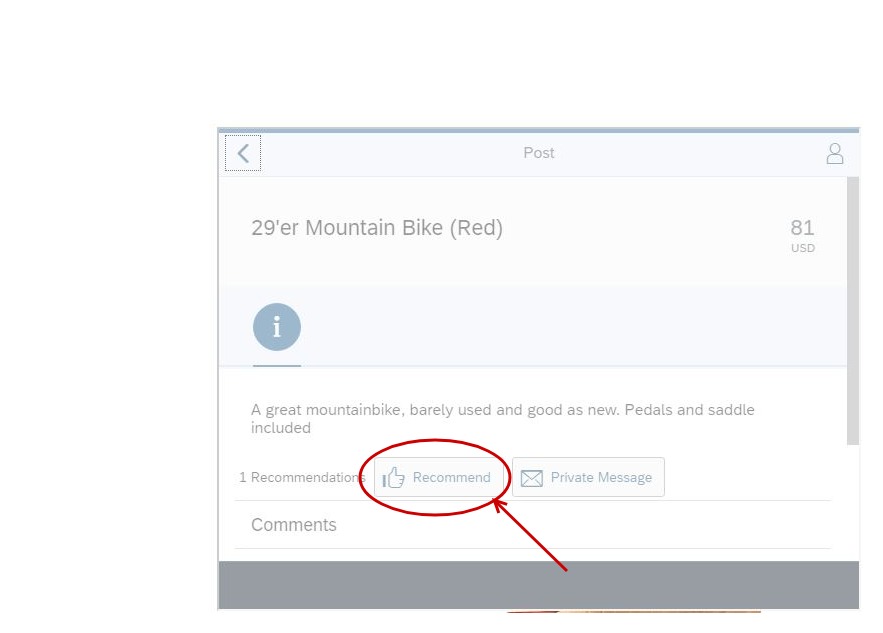 Post
29'er Mountain Bike (Red)
81
USD
i
A great mountainbike, barely used and good as new. Pedals and saddle
included
1 Recommendations Recommend Private Message
Comments